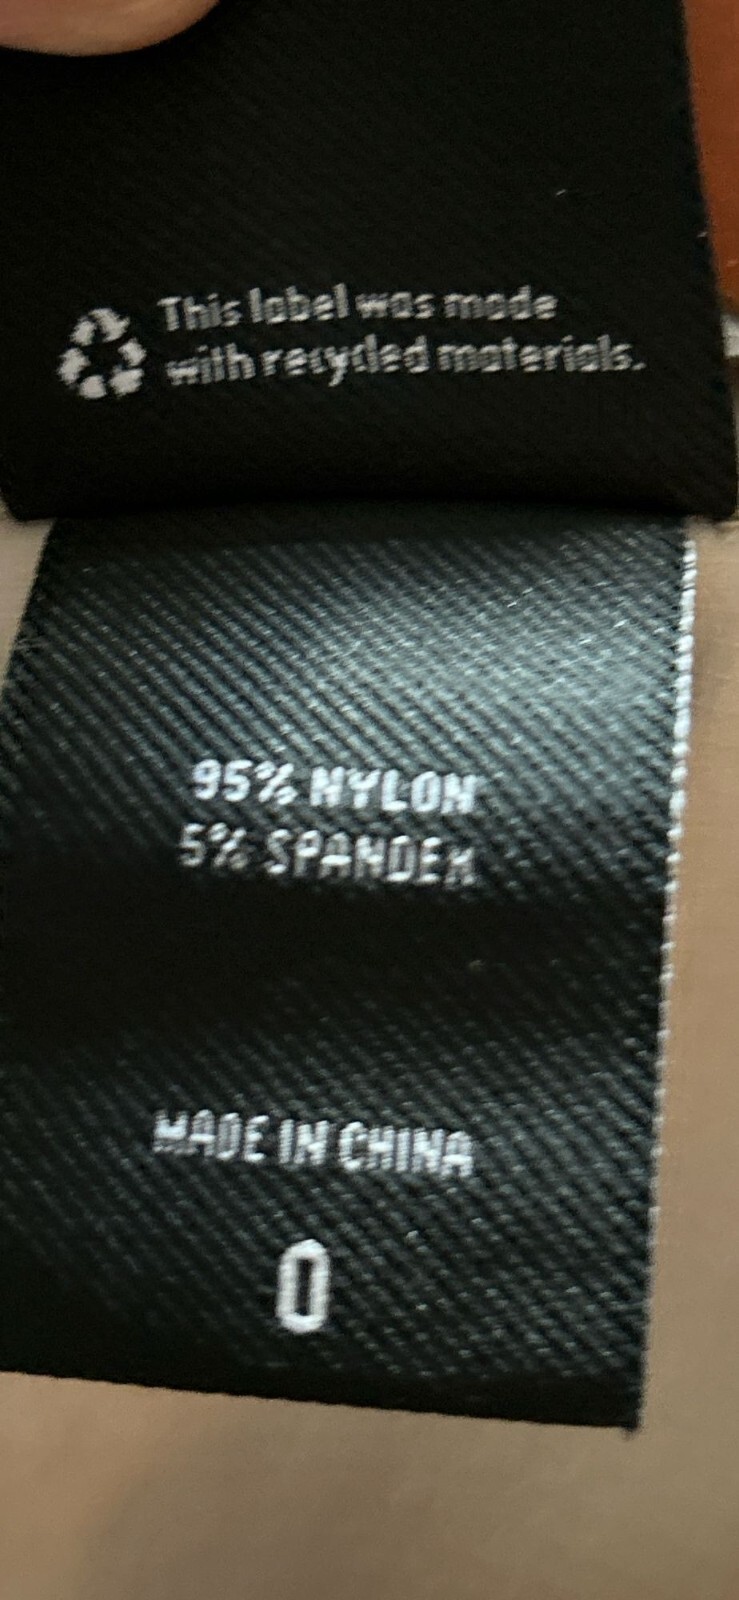 This label was made
with recycled materials.
95% NYLON
5% SPANDEX
MADE IN CHINA
0